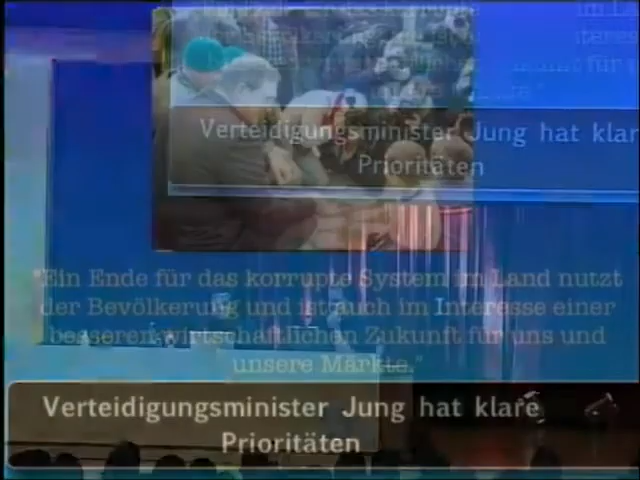 Verteidigungsminister Jung hat klar
Prioritäten
"Ein Ende für das korrupte System im Land nutzt
der Bevölkerung und ist auch im Interesse einer
besseren wirtschaftlichen Zukunft für uns und
unsere Märkte."
Verteidigungsminister Jung hat klare
Prioritäten